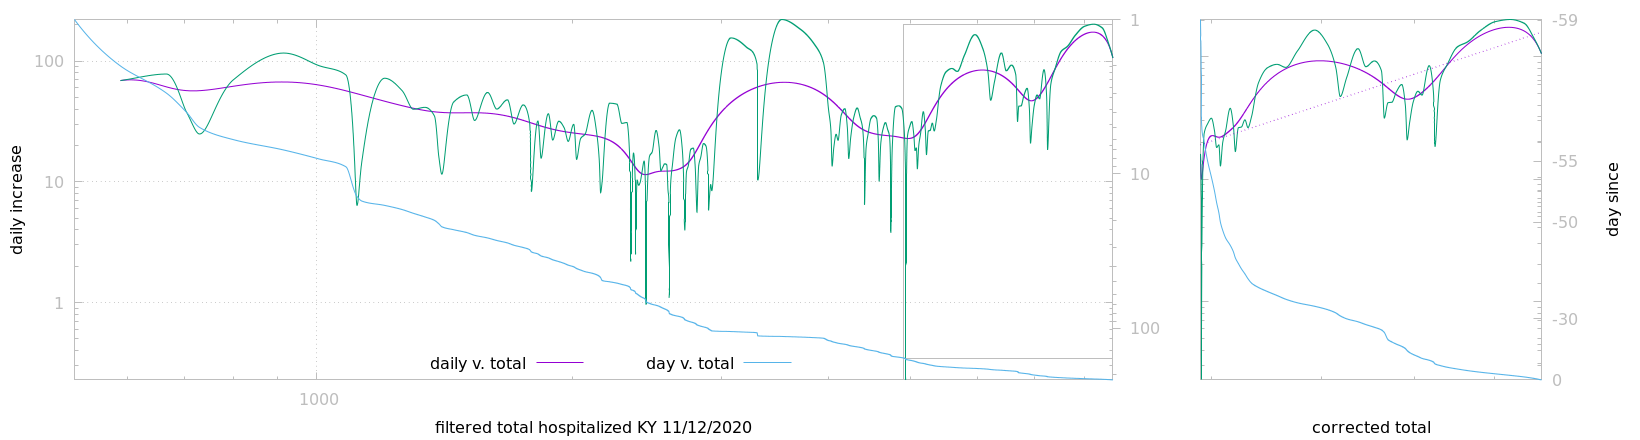 daily increase
100
10
1
1000
daily v. total
day v. total
filtered total hospitalized KY 11/12/2020
1
10
100
-59
-55
-50
-30
0
day since
corrected total